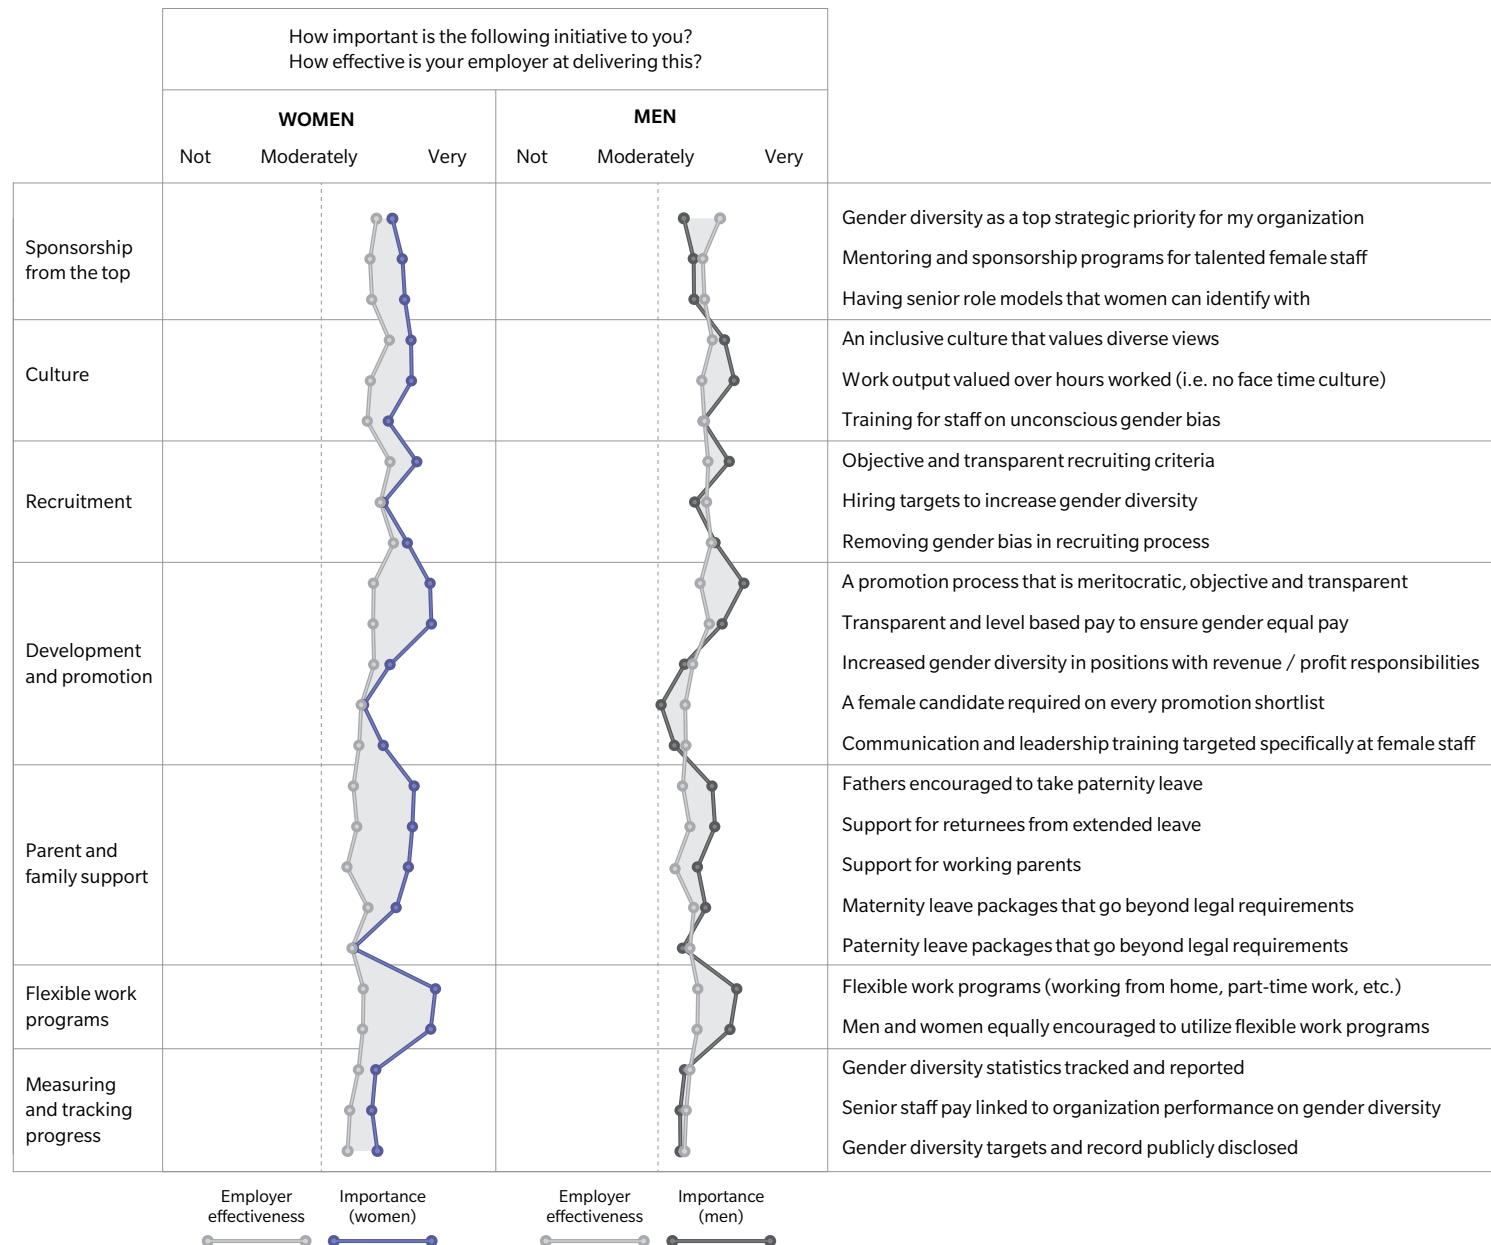 How important is the following initiative to you?
How effective is your employer at delivering this?
WOMEN
MEN
Not Moderately Very
Not Moderately Very
Sponsorship
from the top
Gender diversity as a top strategic priority for my organization
Mentoring and sponsorship programs for talented female staff
Having senior role models that women can identify with
Culture
An inclusive culture that values diverse views
Work output valued over hours worked (i.e. no face time culture)
Training for staff on unconscious gender bias
Recruitment
Objective and transparent recruiting criteria
Hiring targets to increase gender diversity
Removing gender bias in recruiting process
Development
and promotion
A promotion process that is meritocratic, objective and transparent
Transparent and level based pay to ensure gender equal pay
Increased gender diversity in positions with revenue / profit responsibilities
A female candidate required on every promotion shortlist
Communication and leadership training targeted specifically at female staff
Parent and
family support
Fathers encouraged to take paternity leave
Support for returnees from extended leave
Support for working parents
Maternity leave packages that go beyond legal requirements
Paternity leave packages that go beyond legal requirements
Flexible work
programs
Flexible work programs (working from home, part-time work, etc.)
Men and women equally encouraged to utilize flexible work programs
Measuring
and tracking
progress
Gender diversity statistics tracked and reported
Senior staff pay linked to organization performance on gender diversity
Gender diversity targets and record publicly disclosed
Employer
effectiveness
Importance
(women)
Employer
effectiveness
Importance
(men)